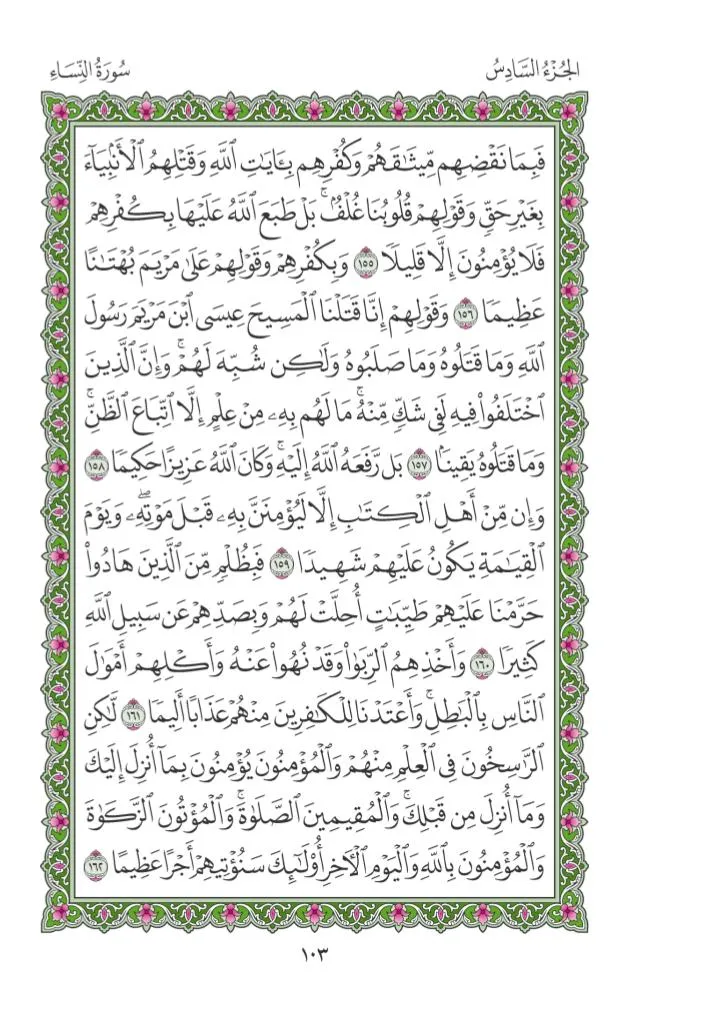 الجُزْءُ السَّادِسُ
سُورَةُ النِّسَاءِ
فَبِمَا نَقْضِهِم مِّيثَٰقَهُمْ وَكُفْرِهِم بِـَٔايَٰتِ ٱللَّهِ وَقَتْلِهِمُ ٱلْأَنۢبِيَآءَ
بِغَيْرِ حَقٍّ وَقَوْلِهِمْ قُلُوبُنَا غُلْفٌۢ ۚ بَلْ طَبَعَ ٱللَّهُ عَلَيْهَا بِكُفْرِهِمْ
فَلَا يُؤْمِنُونَ إِلَّا قَلِيلًا ١٥٥ وَبِكُفْرِهِمْ وَقَوْلِهِمْ عَلَىٰ مَرْيَمَ بُهْتَٰنًا
عَظِيمًا ١٥٦ وَقَوْلِهِمْ إِنَّا قَتَلْنَا ٱلْمَسِيحَ عِيسَى ٱبْنَ مَرْيَمَ رَسُولَ
ٱللَّهِ وَمَا قَتَلُوهُ وَمَا صَلَبُوهُ وَلَٰكِن شُبِّهَ لَهُمْ ۚ وَإِنَّ ٱلَّذِينَ
ٱخْتَلَفُوا۟ فِيهِ لَفِى شَكٍّ مِّنْهُ ۚ مَا لَهُم بِهِۦ مِنْ عِلْمٍ إِلَّا ٱتِّبَاعَ ٱلظَّنِّ ۚ
وَمَا قَتَلُوهُ يَقِينًۢا ١٥٧ بَل رَّفَعَهُ ٱللَّهُ إِلَيْهِ ۚ وَكَانَ ٱللَّهُ عَزِيزًا حَكِيمًا ١٥٨
وَإِن مِّنْ أَهْلِ ٱلْكِتَٰبِ إِلَّا لَيُؤْمِنَنَّ بِهِۦ قَبْلَ مَوْتِهِۦ ۖ وَيَوْمَ
ٱلْقِيَٰمَةِ يَكُونُ عَلَيْهِمْ شَهِيدًا ١٥٩ فَبِظُلْمٍ مِّنَ ٱلَّذِينَ هَادُوا۟
حَرَّمْنَا عَلَيْهِمْ طَيِّبَٰتٍ أُحِلَّتْ لَهُمْ وَبِصَدِّهِمْ عَن سَبِيلِ ٱللَّهِ
كَثِيرًا ١٦٠ وَأَخْذِهِمُ ٱلرِّبَوٰا۟ وَقَدْ نُهُوا۟ عَنْهُ وَأَكْلِهِمْ أَمْوَٰلَ
ٱلنَّاسِ بِٱلْبَٰطِلِ ۚ وَأَعْتَدْنَا لِلْكَٰفِرِينَ مِنْهُمْ عَذَابًا أَلِيمًا ١٦١ لَّٰكِنِ
ٱلرَّٰسِخُونَ فِى ٱلْعِلْمِ مِنْهُمْ وَٱلْمُؤْمِنُونَ يُؤْمِنُونَ بِمَآ أُنزِلَ إِلَيْكَ
وَمَآ أُنزِلَ مِن قَبْلِكَ ۚ وَٱلْمُقِيمِينَ ٱلصَّلَوٰةَ ۚ وَٱلْمُؤْتُونَ ٱلزَّكَوٰةَ
وَٱلْمُؤْمِنُونَ بِٱللَّهِ وَٱلْيَوْمِ ٱلْءَاخِرِ أُو۟لَٰٓئِكَ سَنُؤْتِيهِمْ أَجْرًا عَظِيمًا ١٦٢
١٠٣